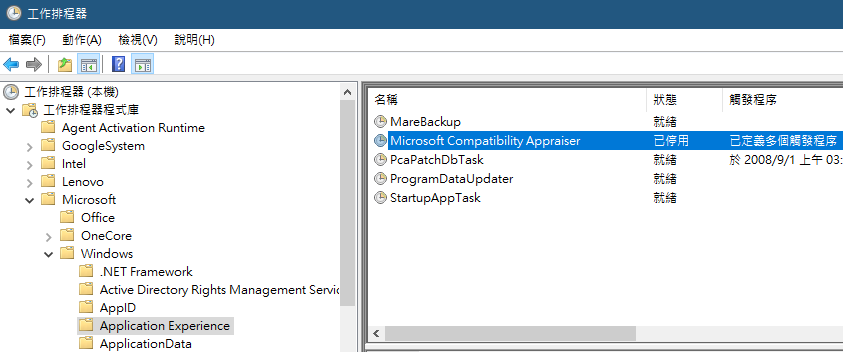 工作排程器
檔案(F) 動作(A) 檢視(V) 說明(H)
工作排程器 (本機)
工作排程器程式庫
Agent Activation Runtime
GoogleSystem
Intel
Lenovo
Microsoft
Office
OneCore
Windows
.NET Framework
Active Directory Rights Management Servic
AppID
Application Experience
ApplicationData
名稱 狀態 觸發程序
MareBackup 就緒
Microsoft Compatibility Appraiser 已停用 已定義多個觸發程序
PcaPatchDbTask 就緒 於 2008/9/1 上午 03:
ProgramDataUpdater 就緒
StartupAppTask 就緒